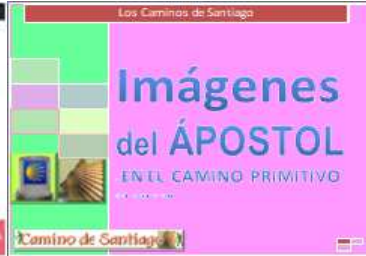 Los Caminos de Santiago
Imágenes
del ÁPOSTOL
EN EL CAMINO PRIMITIVO
Camino de Santiago